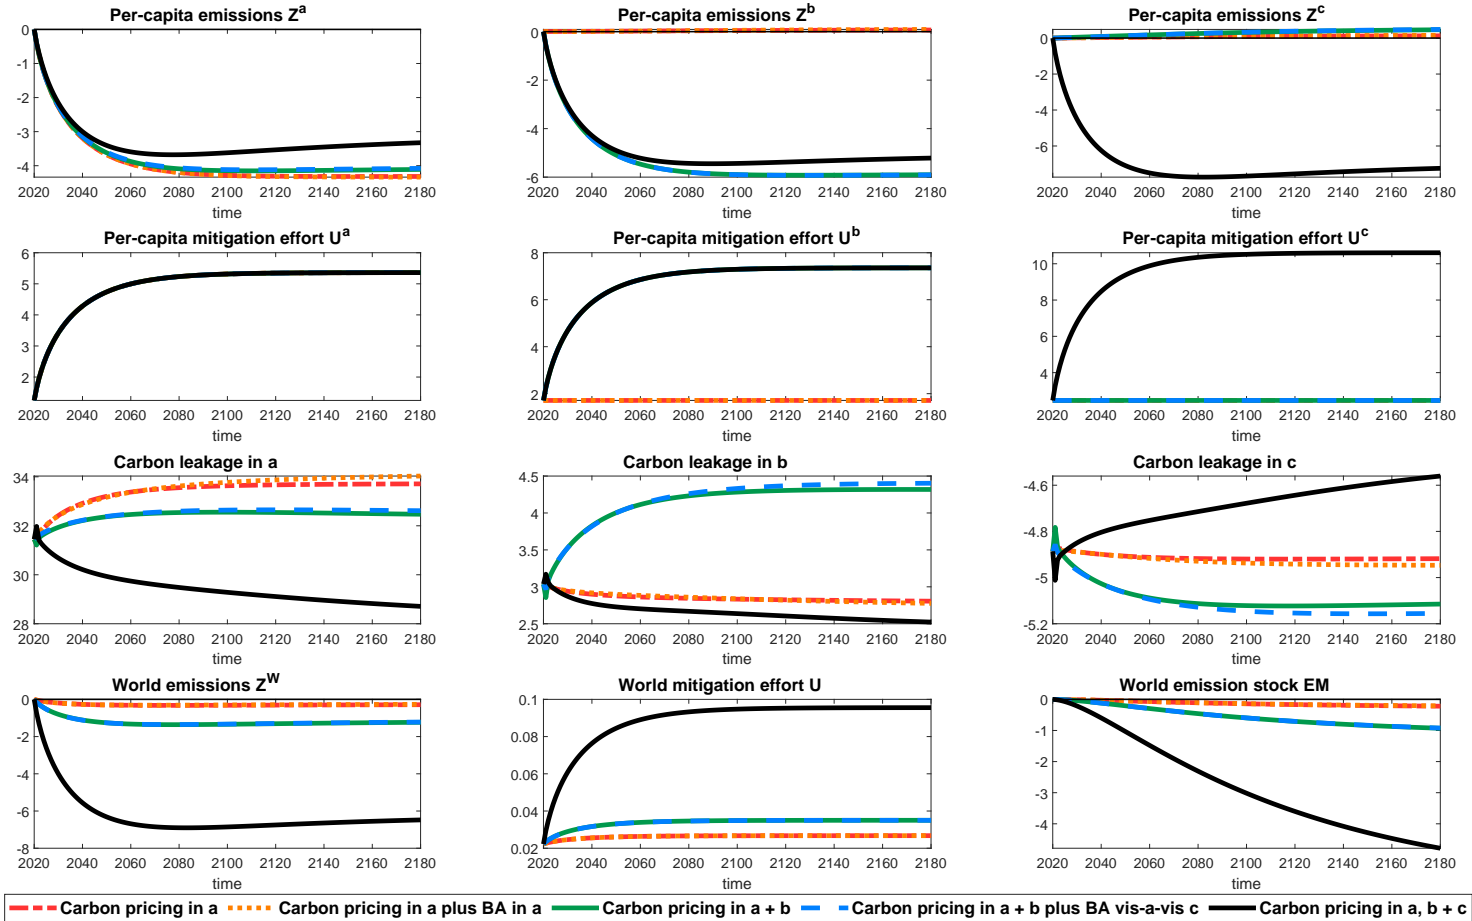 Per-capita emissions Z^a
Per-capita emissions Z^b
Per-capita emissions Z^c
0
-1
-2
-3
-4
2020 2040 2060 2080 2100 2120 2140 2160 2180
time
0
-2
-4
-6
2020 2040 2060 2080 2100 2120 2140 2160 2180
time
0
-2
-4
-6
2020 2040 2060 2080 2100 2120 2140 2160 2180
time
Per-capita mitigation effort U^a
Per-capita mitigation effort U^b
Per-capita mitigation effort U^c
6
5
4
3
2
2020 2040 2060 2080 2100 2120 2140 2160 2180
time
8
6
4
2
2020 2040 2060 2080 2100 2120 2140 2160 2180
time
10
8
6
4
2020 2040 2060 2080 2100 2120 2140 2160 2180
time
Carbon leakage in a
Carbon leakage in b
Carbon leakage in c
34
32
30
28
2020 2040 2060 2080 2100 2120 2140 2160 2180
time
4.5
4
3.5
3
2.5
2020 2040 2060 2080 2100 2120 2140 2160 2180
time
-4.6
-4.8
-5
-5.2
2020 2040 2060 2080 2100 2120 2140 2160 2180
time
World emissions Z^W
World mitigation effort U
World emission stock EM
0
-2
-4
-6
-8
2020 2040 2060 2080 2100 2120 2140 2160 2180
time
0.1
0.08
0.06
0.04
0.02
2020 2040 2060 2080 2100 2120 2140 2160 2180
time
0
-1
-2
-3
-4
2020 2040 2060 2080 2100 2120 2140 2160 2180
time
Carbon pricing in a Carbon pricing in a plus BA in a Carbon pricing in a + b Carbon pricing in a + b plus BA vis-a-vis c Carbon pricing in a, b + c